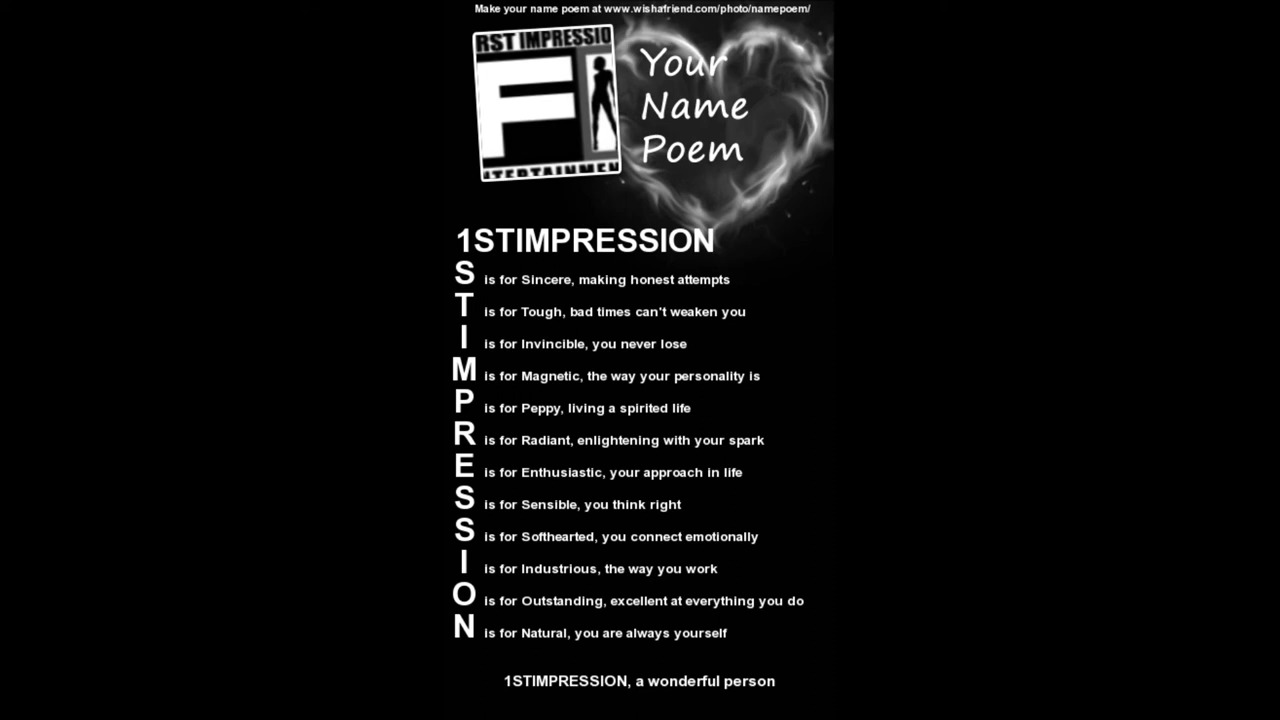 Make your name poem at www.wishafriend.com/photo/namepoem/
RST IMPRESSIO
FI
Your
Name
Poem
1STIMPRESSION
S is for Sincere, making honest attempts
T is for Tough, bad times can't weaken you
I is for Invincible, you never lose
M is for Magnetic, the way your personality is
P is for Peppy, living a spirited life
R is for Radiant, enlightening with your spark
E is for Enthusiastic, your approach in life
S is for Sensible, you think right
S is for Softhearted, you connect emotionally
I is for Industrious, the way you work
O is for Outstanding, excellent at everything you do
N is for Natural, you are always yourself
1STIMPRESSION, a wonderful person